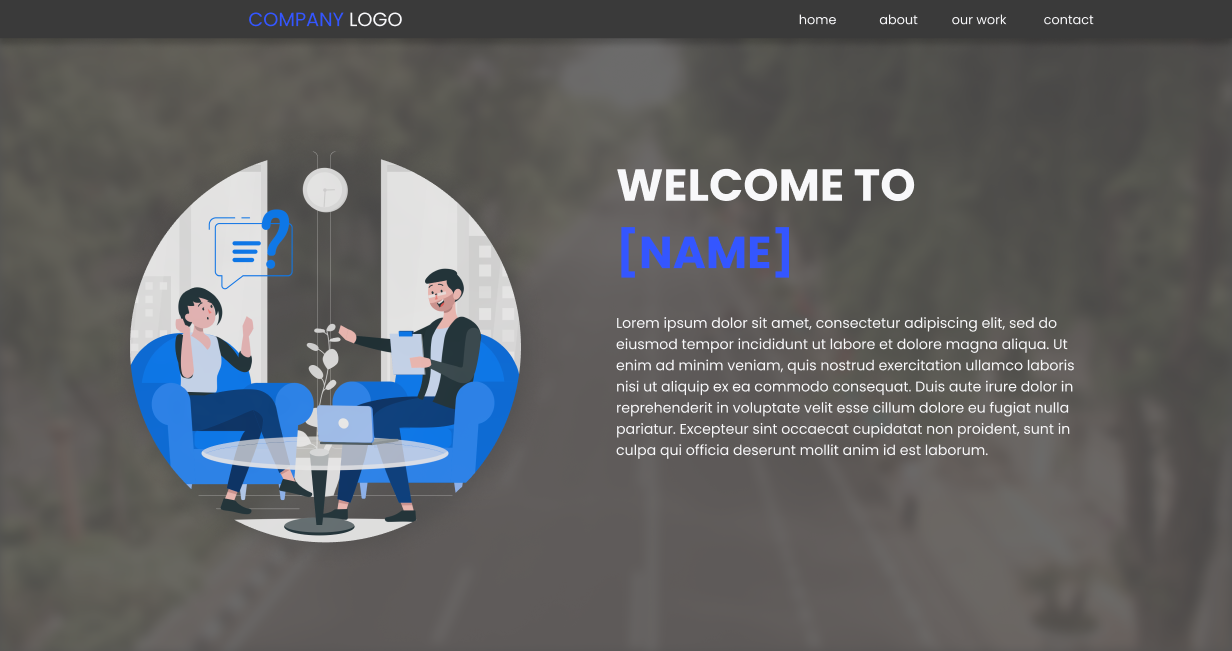 COMPANY LOGO
home about our work contact
WELCOME TO
[NAME]
Lorem ipsum dolor sit amet, consectetur adipiscing elit, sed do
eiusmod tempor incididunt ut labore et dolore magna aliqua. Ut
enim ad minim veniam, quis nostrud exercitation ullamco laboris
nisi ut aliquip ex ea commodo consequat. Duis aute irure dolor in
reprehenderit in voluptate velit esse cillum dolore eu fugiat nulla
pariatur. Excepteur sint occaecat cupidatat non proident, sunt in
culpa qui officia deserunt mollit anim id est laborum.
?